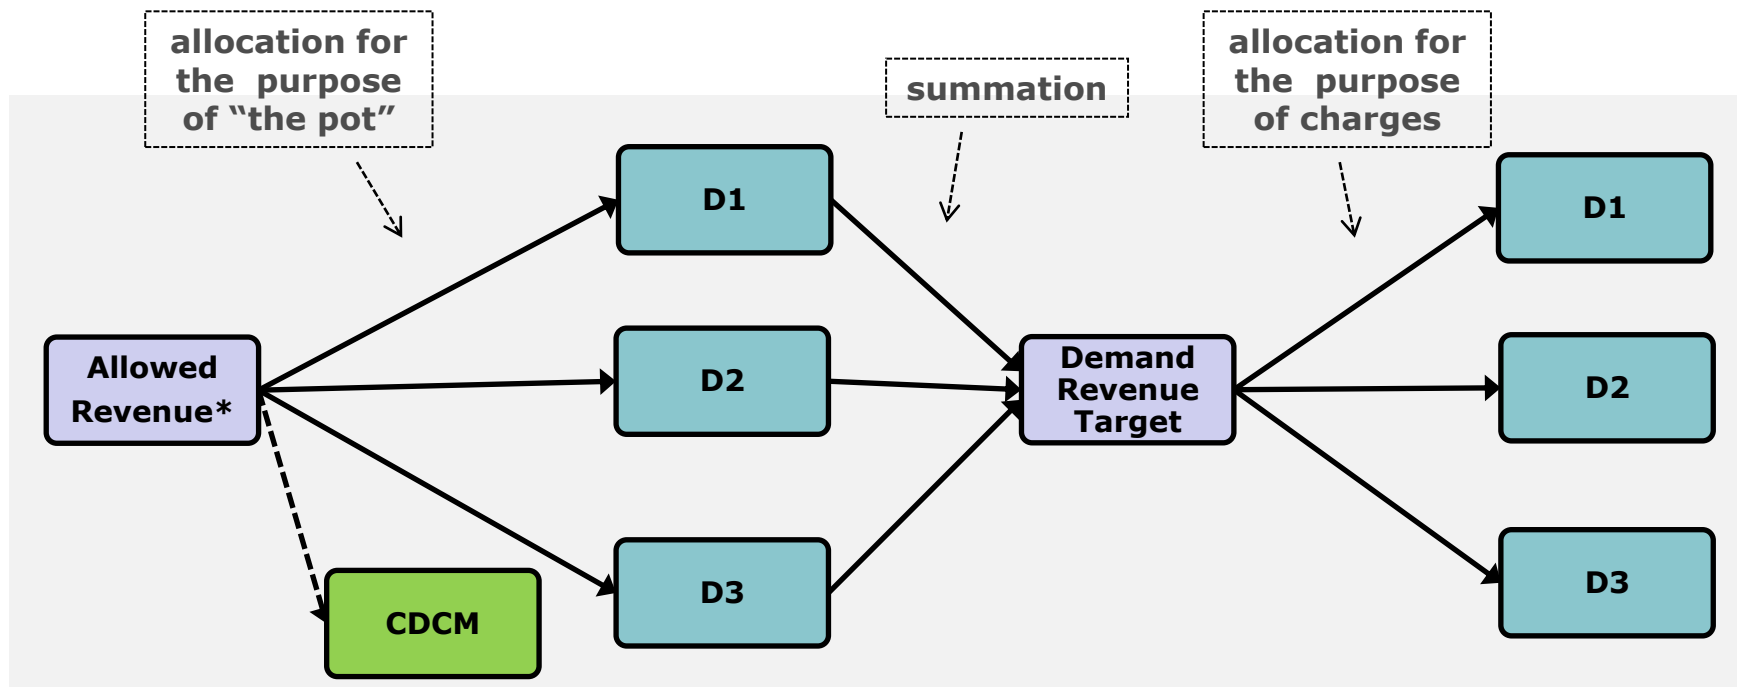 allocation for
the purpose
of “the pot”
summation
allocation for
the purpose
of charges
D1
D1
Allowed
Revenue*
D2
Demand
Revenue
Target
D2
D3
D3
CDCM